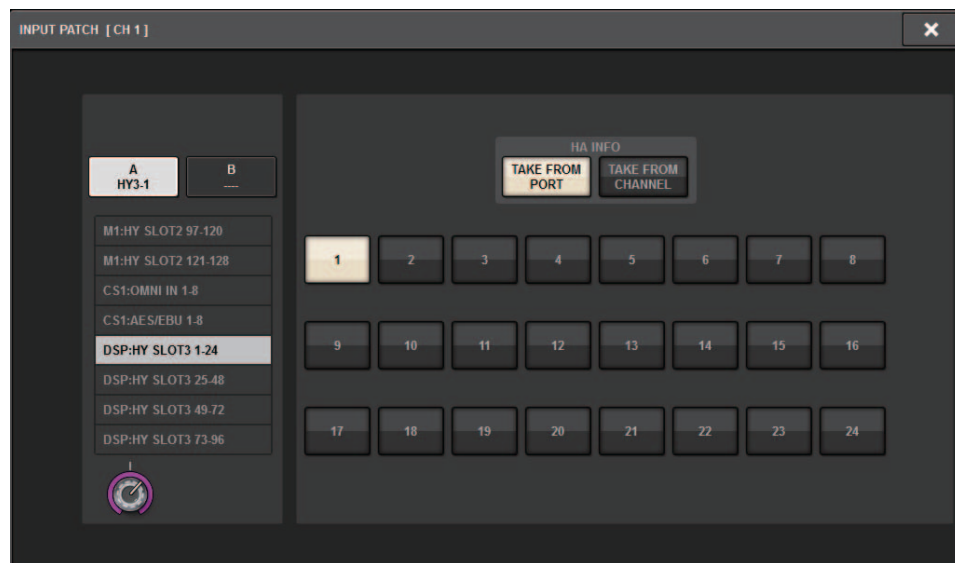 INPUT PATCH [ CH 1 ]
A
HY3-1
B
----
M1:HY SLOT2 97-120
M1:HY SLOT2 121-128
CS1:OMNI IN 1-8
CS1:AES/EBU 1-8
DSP:HY SLOT3 1-24
DSP:HY SLOT3 25-48
DSP:HY SLOT3 49-72
DSP:HY SLOT3 73-96
HA INFO
TAKE FROM
PORT
TAKE FROM
CHANNEL
1 2 3 4 5 6 7 8
9 10 11 12 13 14 15 16
17 18 19 20 21 22 23 24